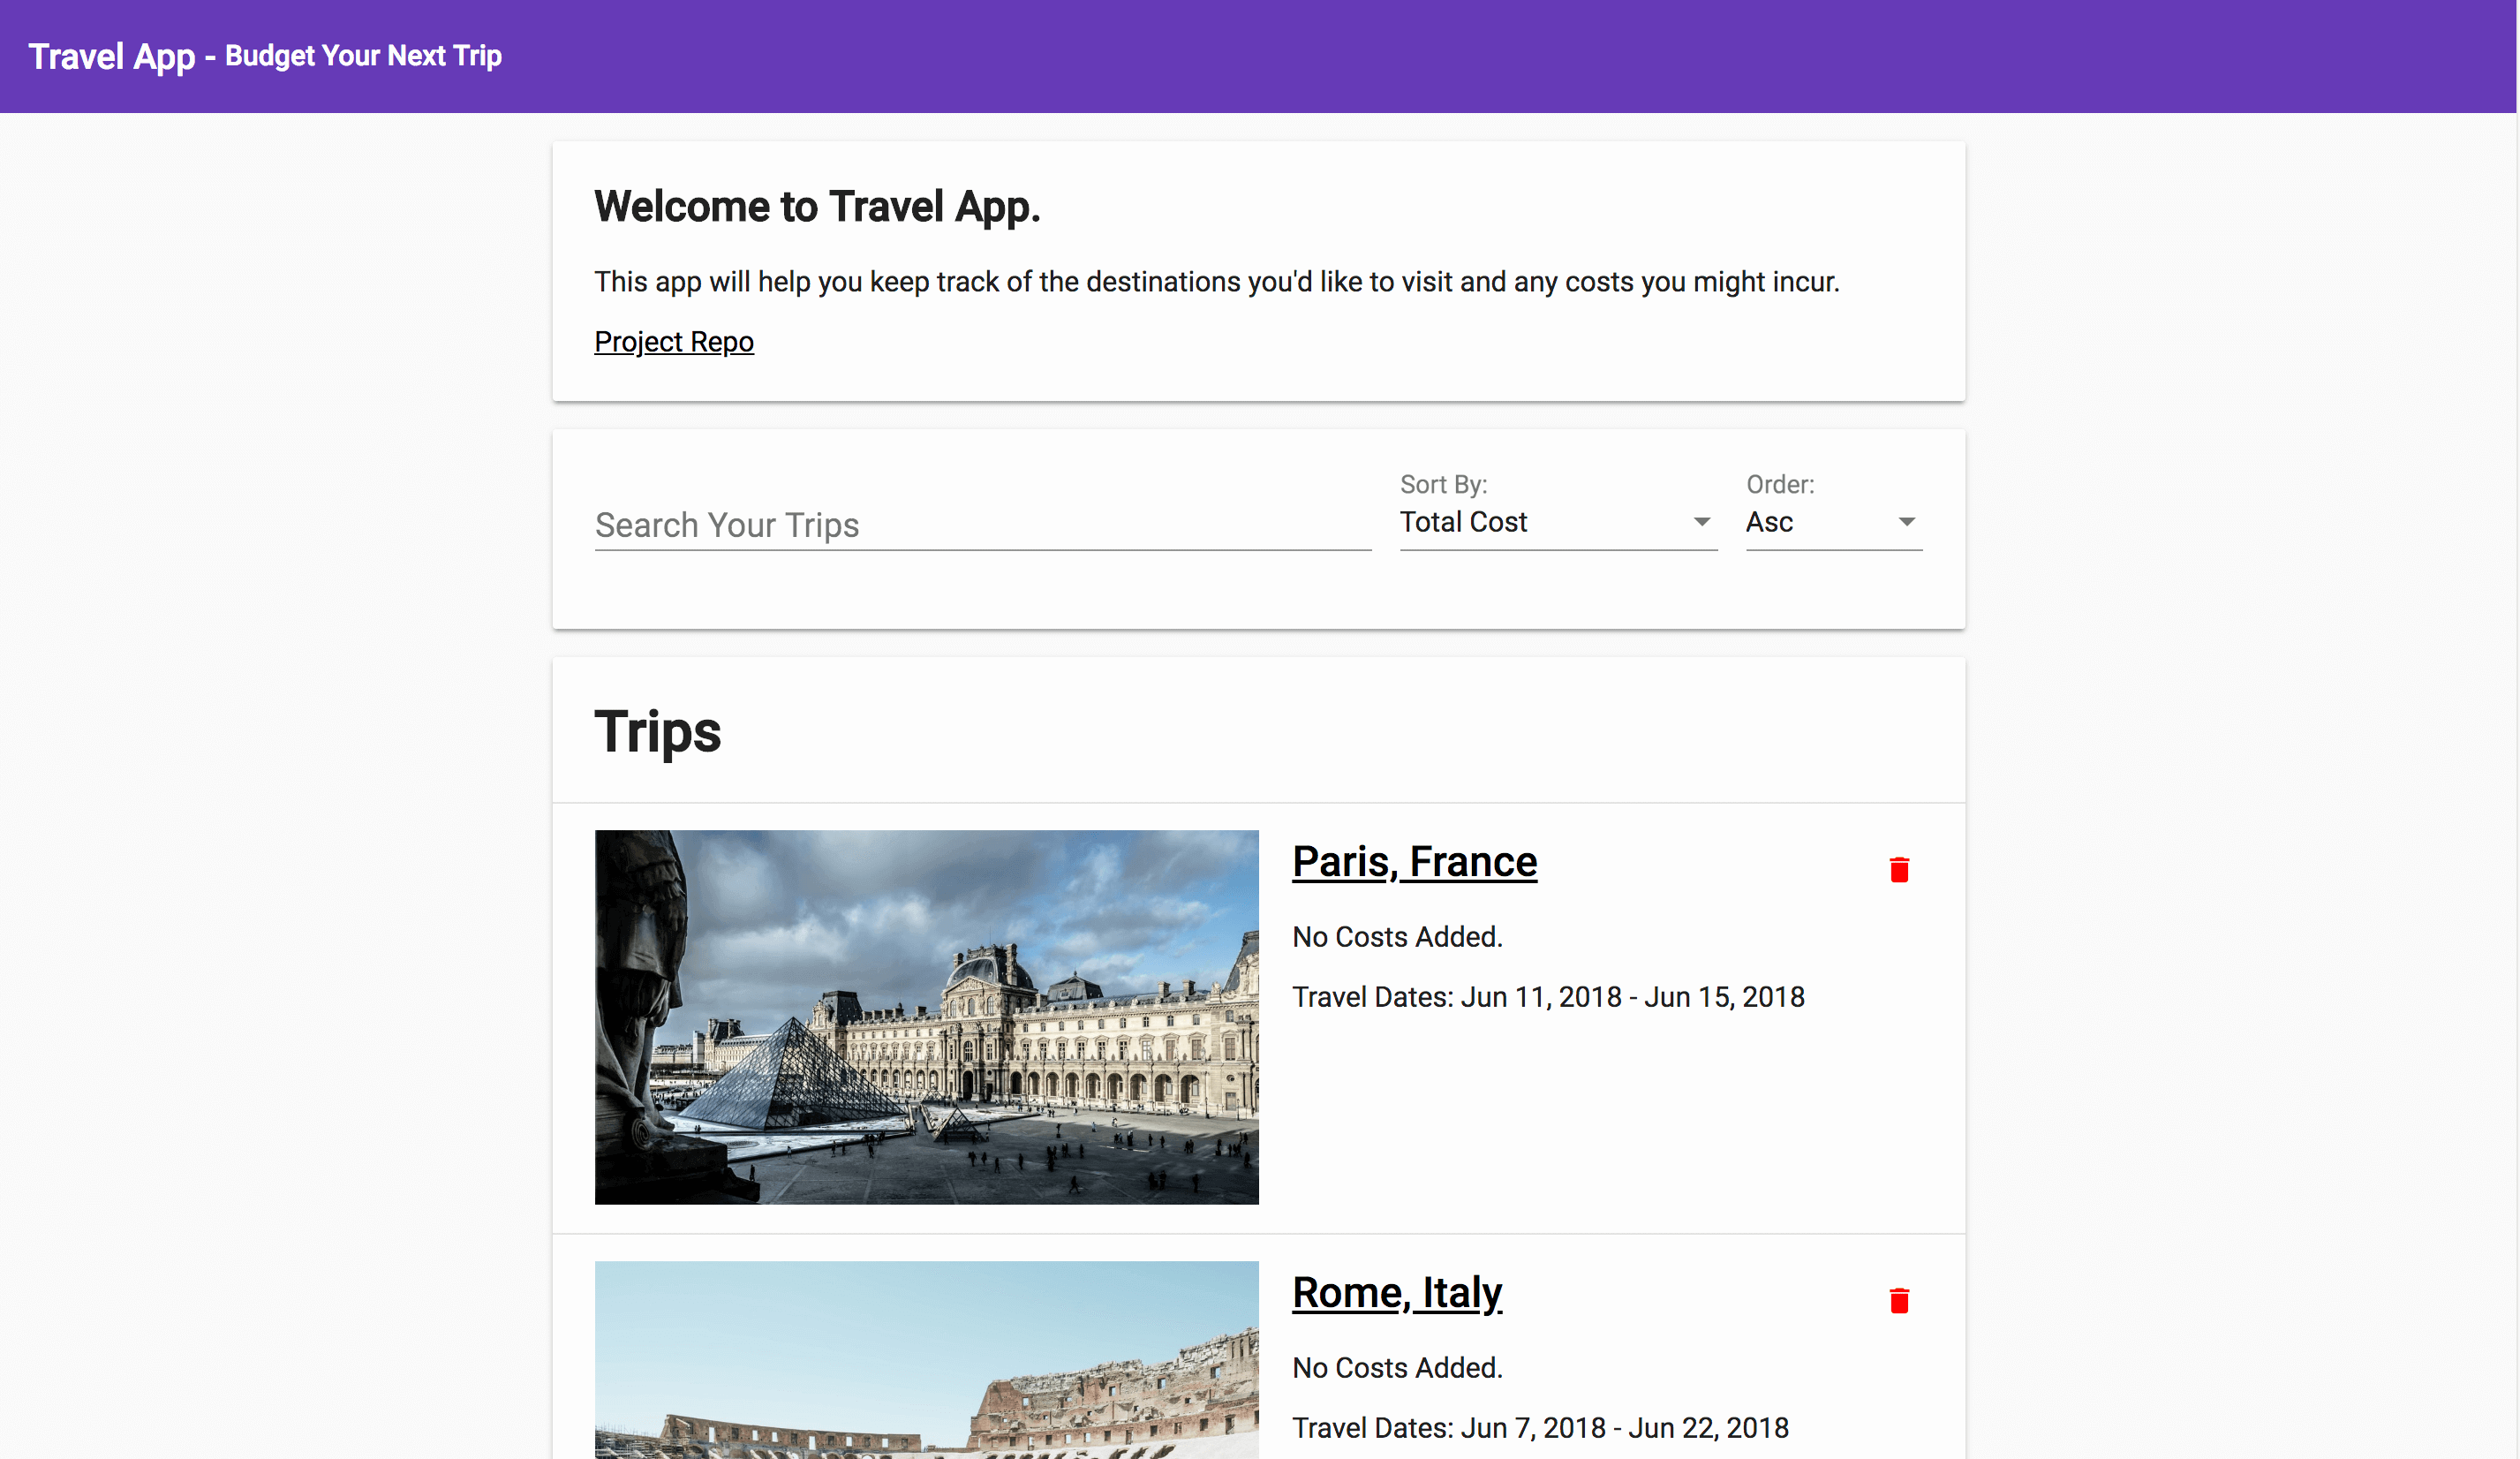 Travel App - Budget Your Next Trip
Welcome to Travel App.
This app will help you keep track of the destinations you'd like to visit and any costs you might incur.
Project Repo
Search Your Trips
Sort By:
Total Cost
Order:
Asc
Trips
Paris, France
No Costs Added.
Travel Dates: Jun 11, 2018 - Jun 15, 2018
Rome, Italy
No Costs Added.
Travel Dates: Jun 7, 2018 - Jun 22, 2018